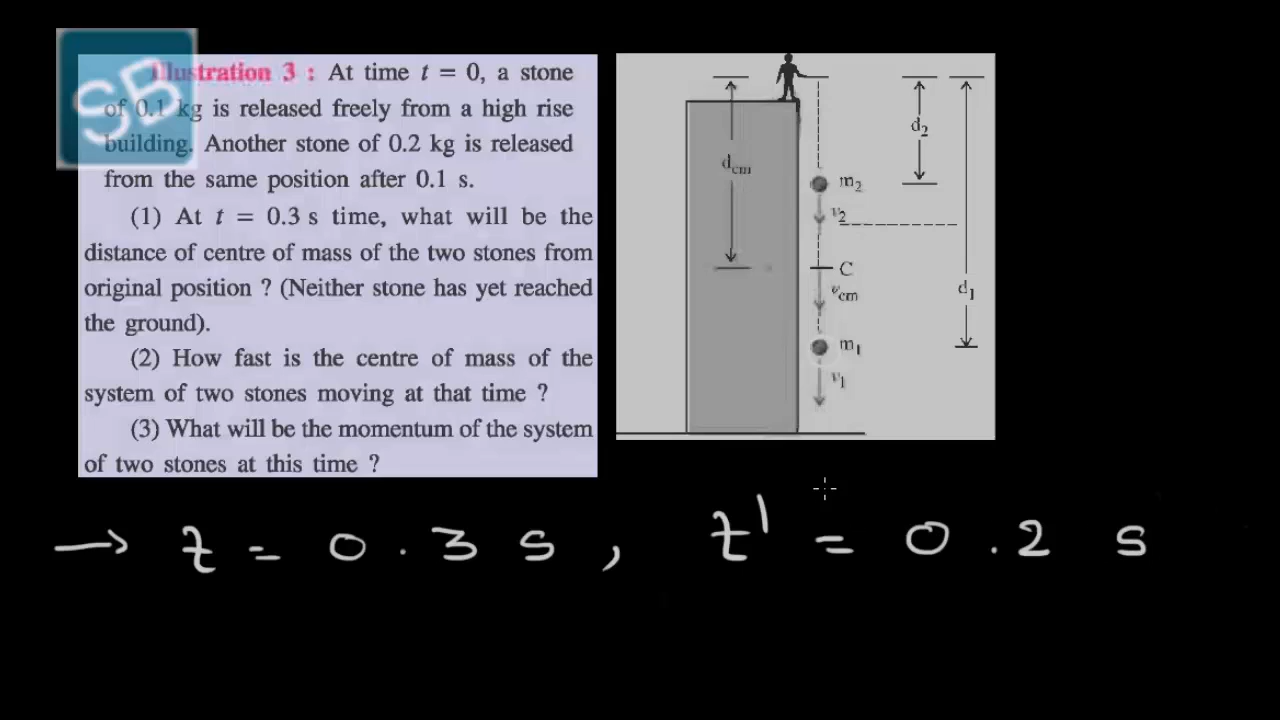 SB
Illustration 3 : At time t = 0, a stone
of 0.1 kg is released freely from a high rise
building. Another stone of 0.2 kg is released
from the same position after 0.1 s.
(1) At t = 0.3 s time, what will be the
distance of centre of mass of the two stones from
original position ? (Neither stone has yet reached
the ground).
(2) How fast is the centre of mass of the
system of two stones moving at that time ?
(3) What will be the momentum of the system
of two stones at this time ?
d₂
dcm
m₂
v₂
C
vcm
d₁
m₁
v₁
→ t = 0.3 s, t' = 0.2 s